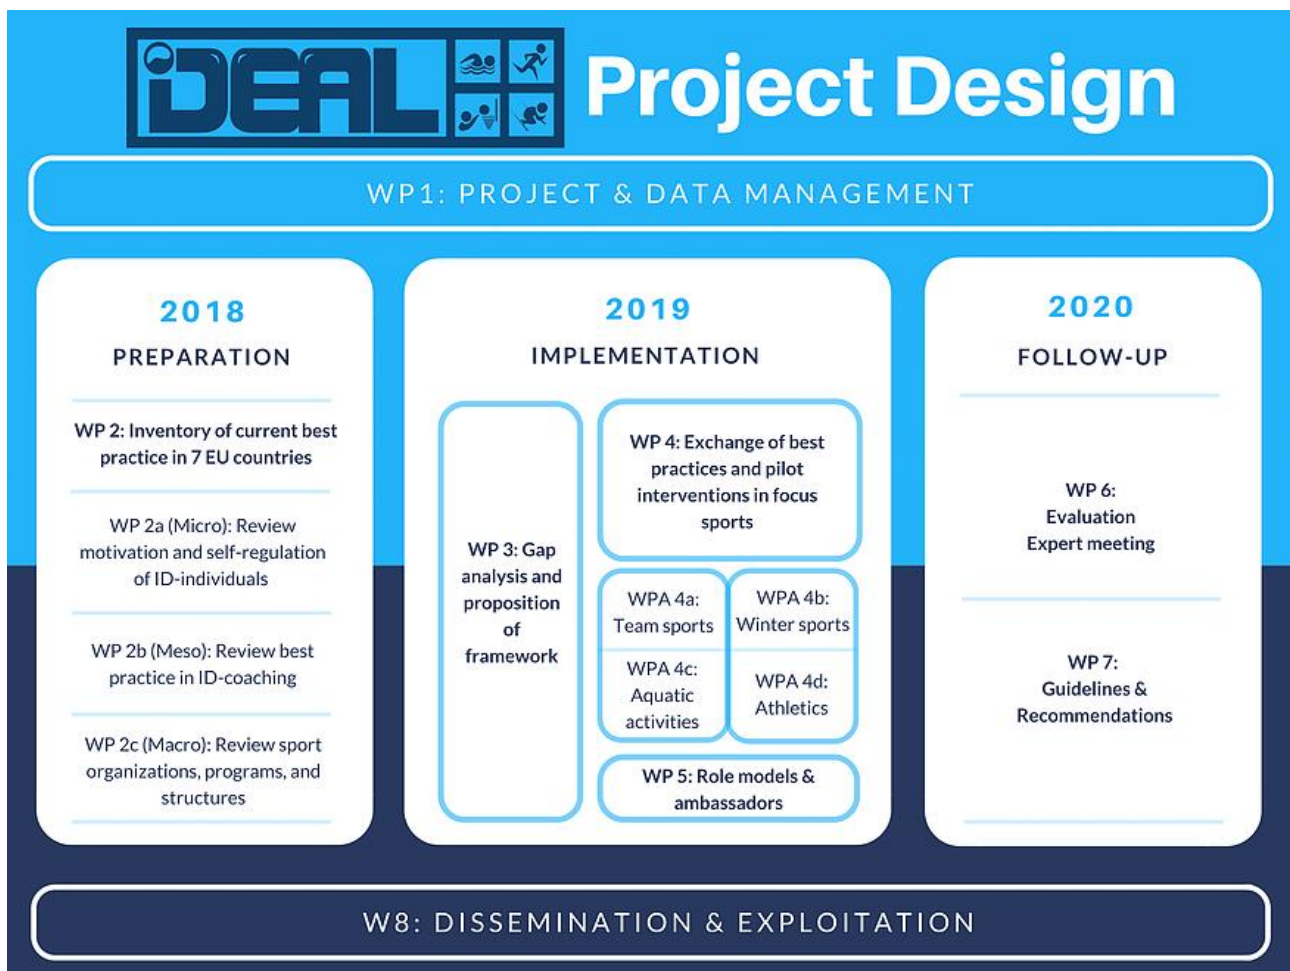 iDEAL Project Design
WP1: PROJECT & DATA MANAGEMENT
2018
PREPARATION
WP 2: Inventory of current best
practice in 7 EU countries
WP 2a (Micro): Review
motivation and self-regulation
of ID-individuals
WP 2b (Meso): Review best
practice in ID-coaching
WP 2c (Macro): Review sport
organizations, programs, and
structures
2019
IMPLEMENTATION
WP 3: Gap
analysis and
proposition
of
framework
WP 4: Exchange of best
practices and pilot
interventions in focus
sports
WPA 4a:
Team sports
WPA 4b:
Winter sports
WPA 4c:
Aquatic
activities
WPA 4d:
Athletics
WP 5: Role models &
ambassadors
2020
FOLLOW-UP
WP 6:
Evaluation
Expert meeting
WP 7:
Guidelines &
Recommendations
W8: DISSEMINATION & EXPLOITATION